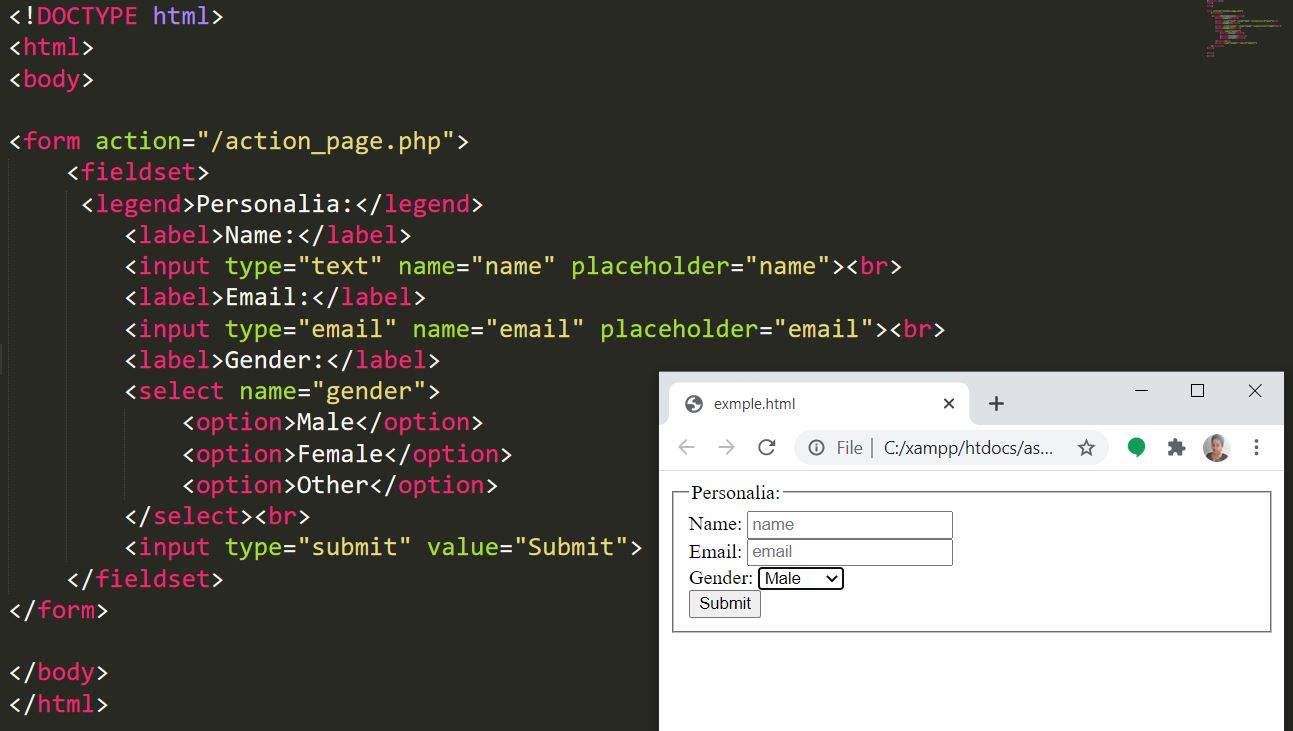 <!DOCTYPE html>
<html>
<body>
<form action="/action_page.php">
<fieldset>
<legend>Personalia:</legend>
<label>Name:</label>
<input type="text" name="name" placeholder="name"><br>
<label>Email:</label>
<input type="email" name="email" placeholder="email"><br>
<label>Gender:</label>
<select name="gender">
<option>Male</option>
<option>Female</option>
<option>Other</option>
</select><br>
<input type="submit" value="Submit">
</fieldset>
</form>
</body>
</html>
exmple.html
File | C:/xampp/htdocs/as...
Personalia:
Name: name
Email: email
Gender: Male
Submit